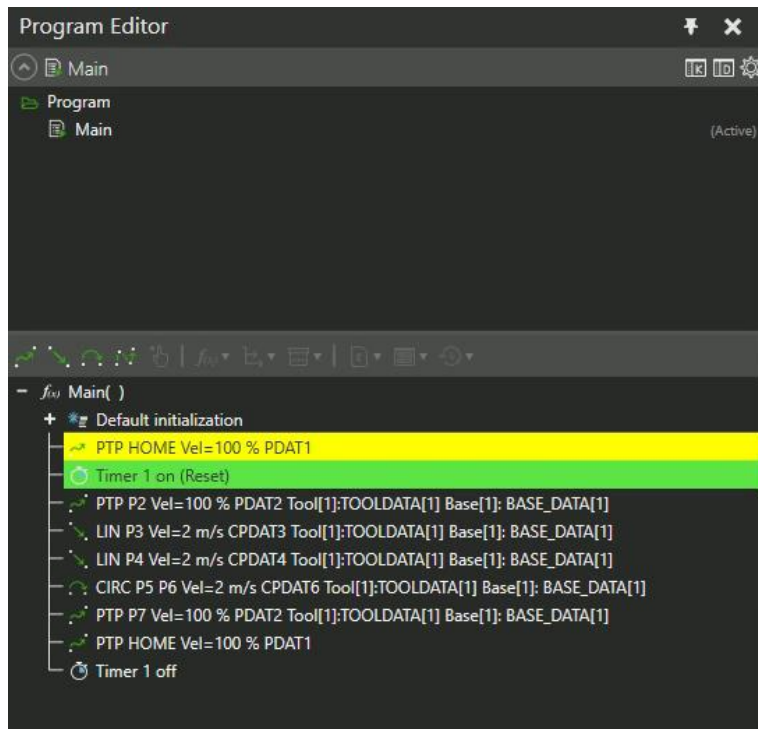 Program Editor
Main
Program
Main
(Active)
Main( )
Default initialization
PTP HOME Vel=100 % PDAT1
Timer 1 on (Reset)
PTP P2 Vel=100 % PDAT2 Tool[1]:TOOLDATA[1] Base[1]: BASE_DATA[1]
LIN P3 Vel=2 m/s CPDAT3 Tool[1]:TOOLDATA[1] Base[1]: BASE_DATA[1]
LIN P4 Vel=2 m/s CPDAT4 Tool[1]:TOOLDATA[1] Base[1]: BASE_DATA[1]
CIRC P5 P6 Vel=2 m/s CPDAT6 Tool[1]:TOOLDATA[1] Base[1]: BASE_DATA[1]
PTP P7 Vel=100 % PDAT2 Tool[1]:TOOLDATA[1] Base[1]: BASE_DATA[1]
PTP HOME Vel=100 % PDAT1
Timer 1 off